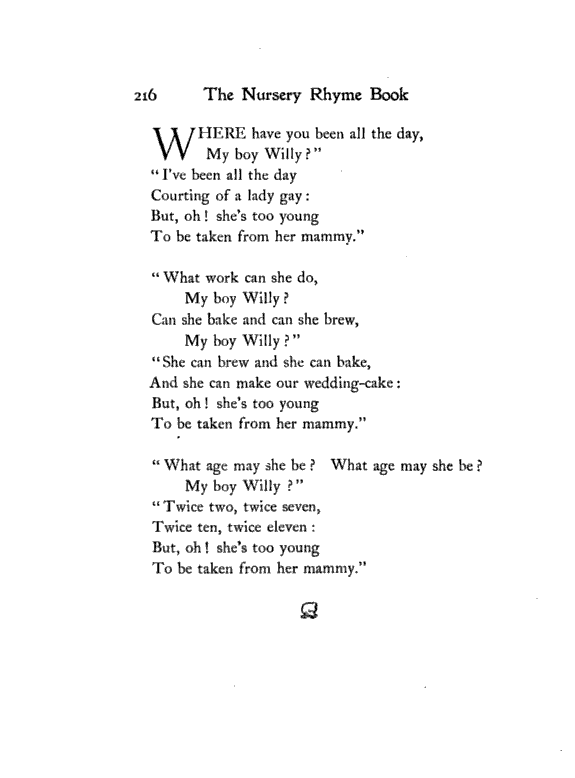 216 The Nursery Rhyme Book
WHERE have you been all the day,
My boy Willy?"
"I've been all the day
Courting of a lady gay:
But, oh! she's too young
To be taken from her mammy."
"What work can she do,
My boy Willy?
Can she bake and can she brew,
My boy Willy?"
"She can brew and she can bake,
And she can make our wedding-cake:
But, oh! she's too young
To be taken from her mammy."
"What age may she be? What age may she be?
My boy Willy?"
"Twice two, twice seven,
Twice ten, twice eleven:
But, oh! she's too young
To be taken from her mammy."